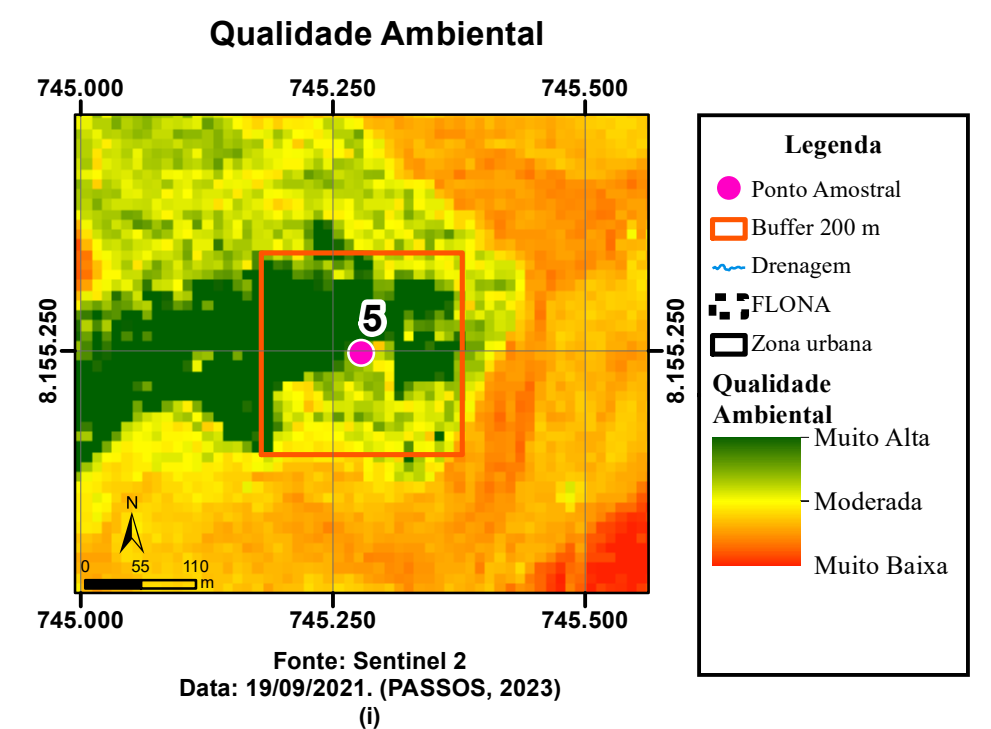 Qualidade Ambiental
745.000 745.250 745.500
8.155.250
5
8.155.250
N
0 55 110
m
745.000 745.250 745.500
Fonte: Sentinel 2
Data: 19/09/2021. (PASSOS, 2023)
(i)
Legenda
Ponto Amostral
Buffer 200 m
Drenagem
FLONA
Zona urbana
Qualidade
Ambiental
Muito Alta
Moderada
Muito Baixa